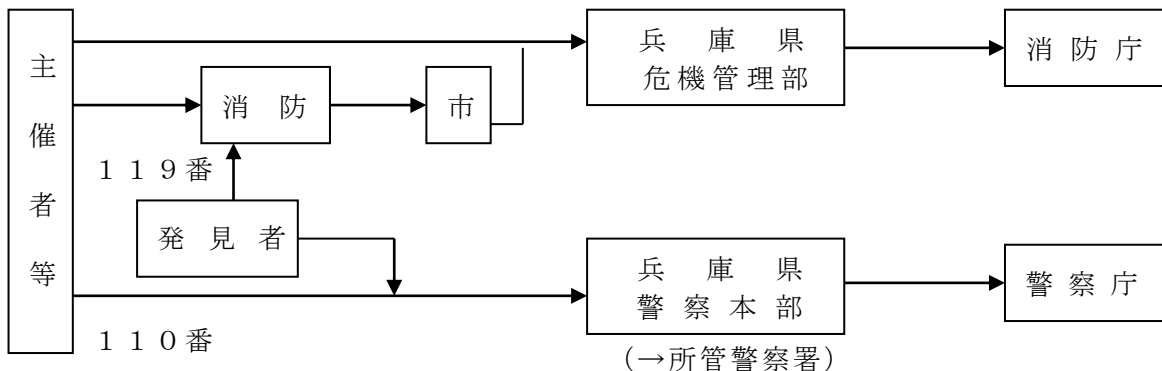 主催者等
兵庫県
危機管理部
消防庁
消防
市
119番
発見者
兵庫県
警察本部
警察庁
110番
(→所管警察署)